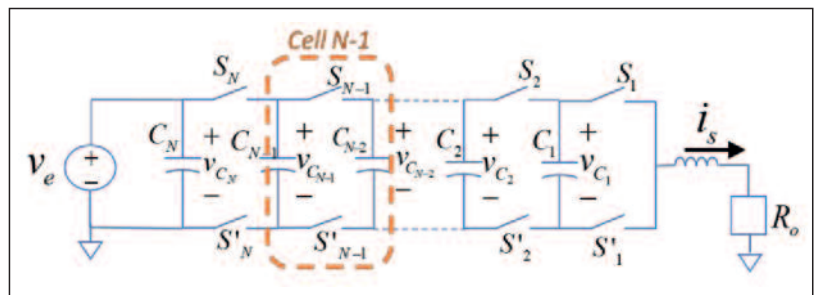 Cell N-1
S_N
S_{N-1}
S_2
S_1
C_N
+
v_{C_N}
−
C_{N-1}
+
v_{C_{N-1}}
−
C_{N-2}
+
v_{C_{N-2}}
−
C_2
+
v_{C_2}
−
C_1
+
v_{C_1}
−
i_s
v_e
+
−
R_o
S'_N
S'_{N-1}
S'_2
S'_1